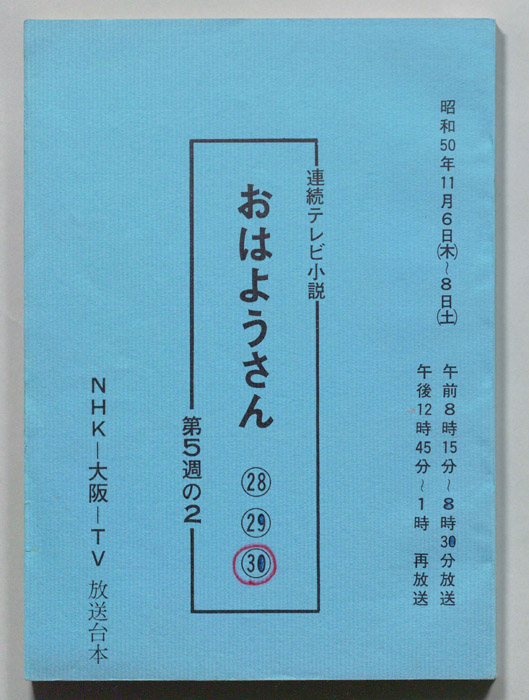 昭和50年11月6日(木)~8日(土)
午前8時15分~8時30分放送
午後12時45分~1時 再放送
連続テレビ小説
おはようさん
㉘
㉙
㉚
第5週の2
NHK―大阪―TV 放送台本